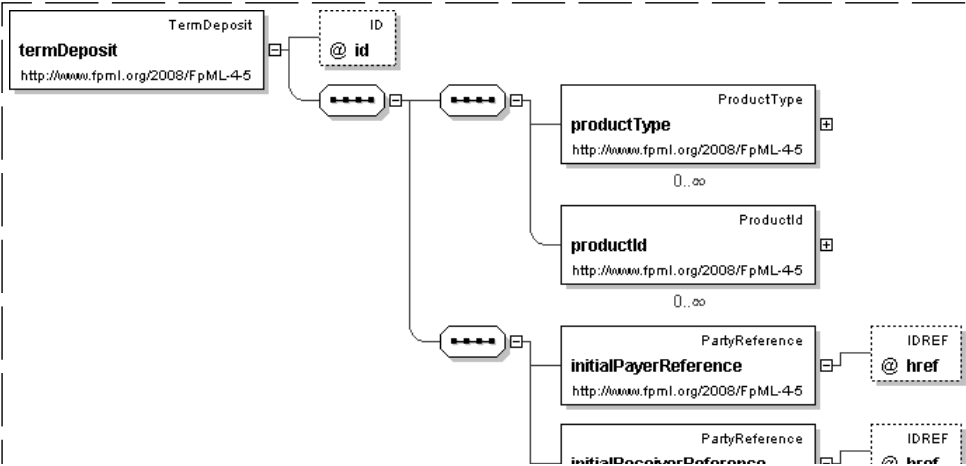 TermDeposit
termDeposit
http://www.fpml.org/2008/FpML-4-5
ID
@ id
ProductType
productType
http://www.fpml.org/2008/FpML-4-5
0..∞
ProductId
productId
http://www.fpml.org/2008/FpML-4-5
0..∞
PartyReference
initialPayerReference
http://www.fpml.org/2008/FpML-4-5
IDREF
@ href
PartyReference
initialReceiverReference
IDREF
@ href